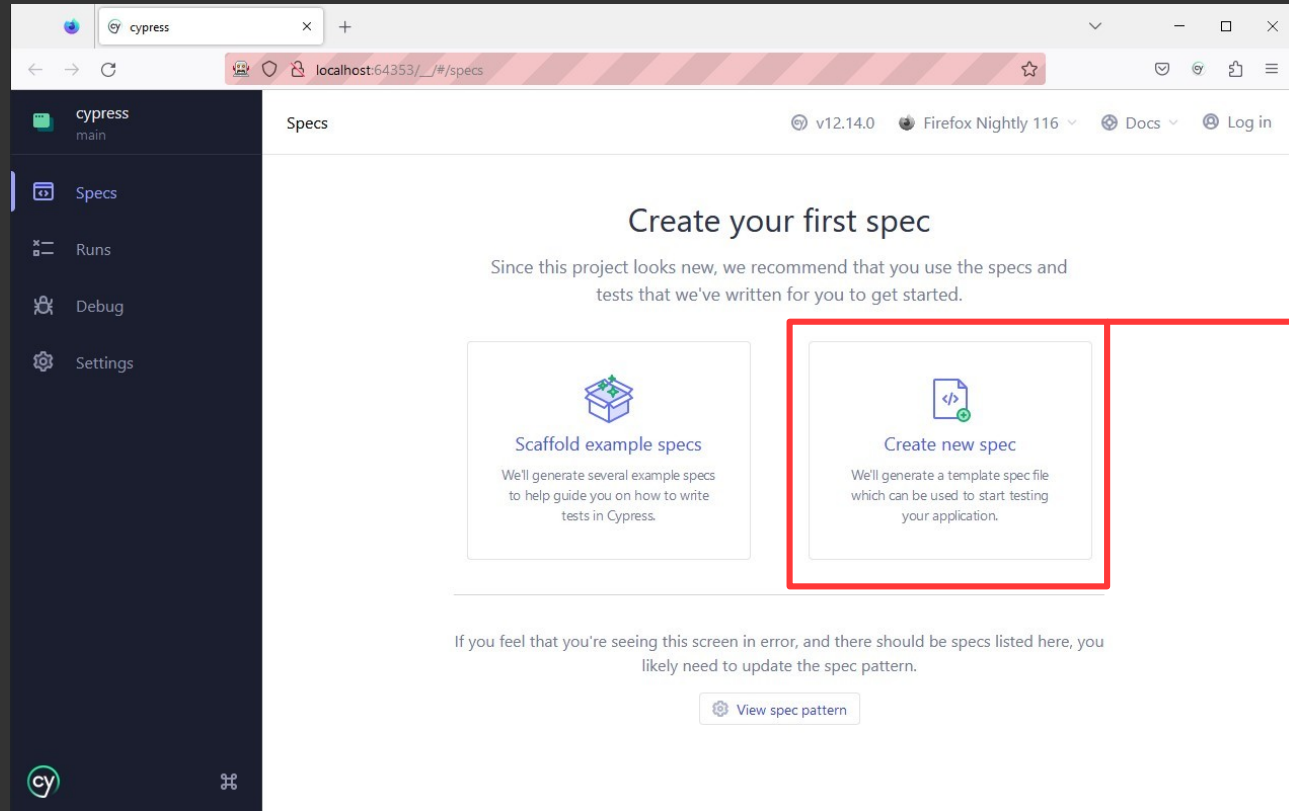 cypress
localhost:64353/__/#/specs
cypress
main
Specs
v12.14.0
Firefox Nightly 116
Docs
Log in
Specs
Runs
Debug
Settings
Create your first spec
Since this project looks new, we recommend that you use the specs and
tests that we've written for you to get started.
Scaffold example specs
We'll generate several example specs
to help guide you on how to write
tests in Cypress.
Create new spec
We'll generate a template spec file
which can be used to start testing
your application.
If you feel that you're seeing this screen in error, and there should be specs listed here, you
likely need to update the spec pattern.
View spec pattern
cy